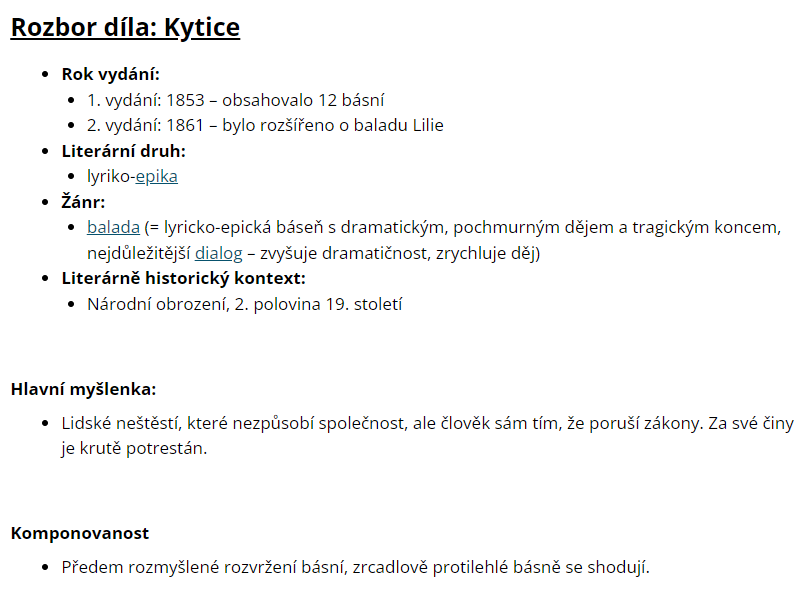 Rozbor díla: Kytice
Rok vydání:
1. vydání: 1853 – obsahovalo 12 básní
2. vydání: 1861 – bylo rozšířeno o baladu Lilie
Literární druh:
lyriko-epika
Žánr:
balada (= lyricko-epická báseň s dramatickým, pochmurným dějem a tragickým koncem,
nejdůležitější dialog – zvyšuje dramatičnost, zrychluje děj)
Literárně historický kontext:
Národní obrození, 2. polovina 19. století
Hlavní myšlenka:
Lidské neštěstí, které nezpůsobí společnost, ale člověk sám tím, že poruší zákony. Za své činy
je krutě potrestán.
Komponovanost
Předem rozmyšlené rozvržení básní, zrcadlově protilehlé básně se shodují.